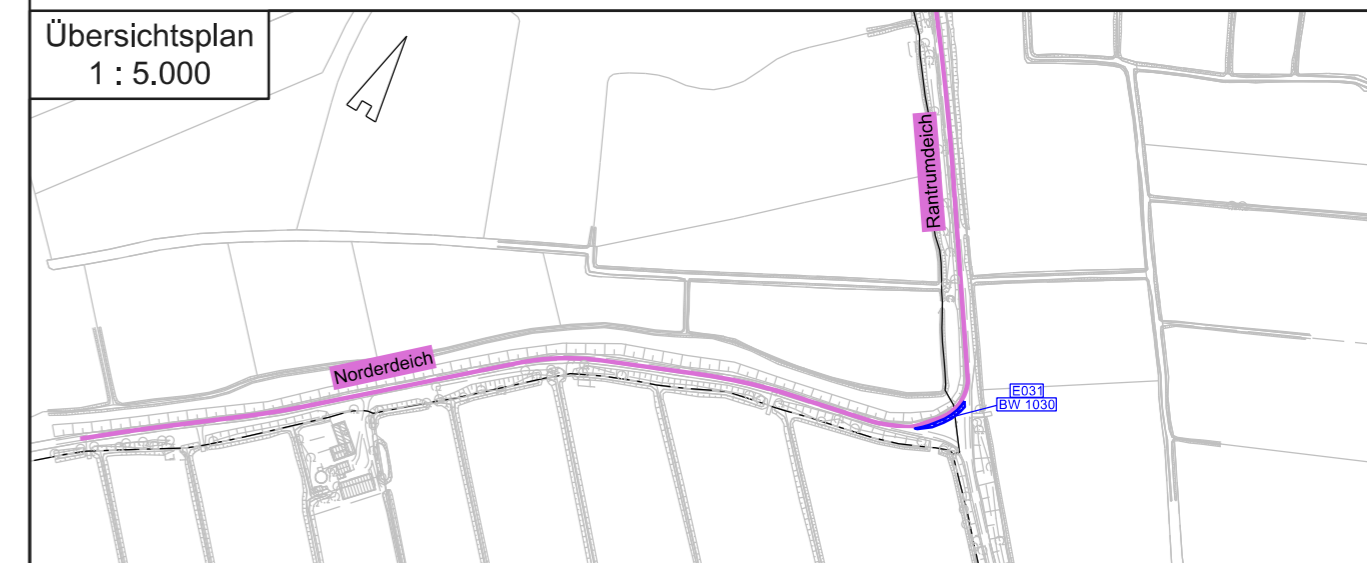 Übersichtsplan
1 : 5.000
Rantrumdeich
Norderdeich
E031
BW 1030